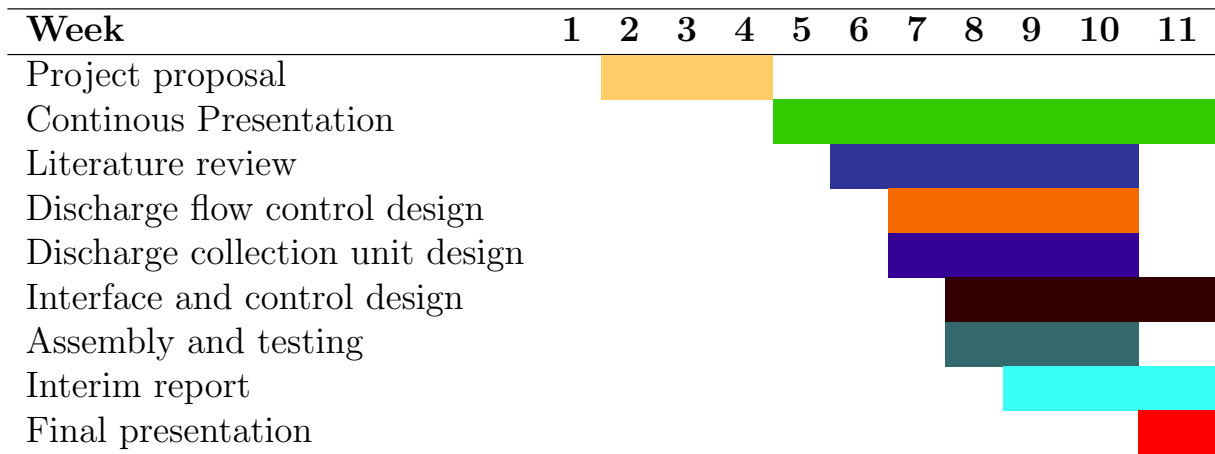 Week 1 2 3 4 5 6 7 8 9 10 11
Project proposal
Continous Presentation
Literature review
Discharge flow control design
Discharge collection unit design
Interface and control design
Assembly and testing
Interim report
Final presentation